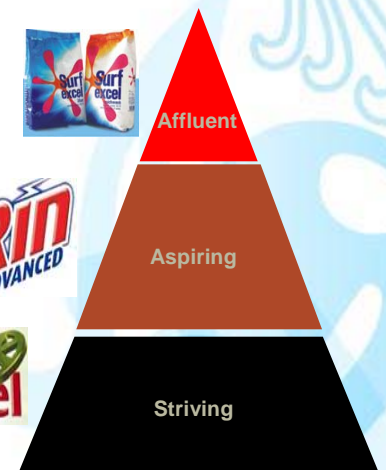 Surf
excel
Surf
excel
Affluent
Rin
ADVANCED
Aspiring
el
Striving